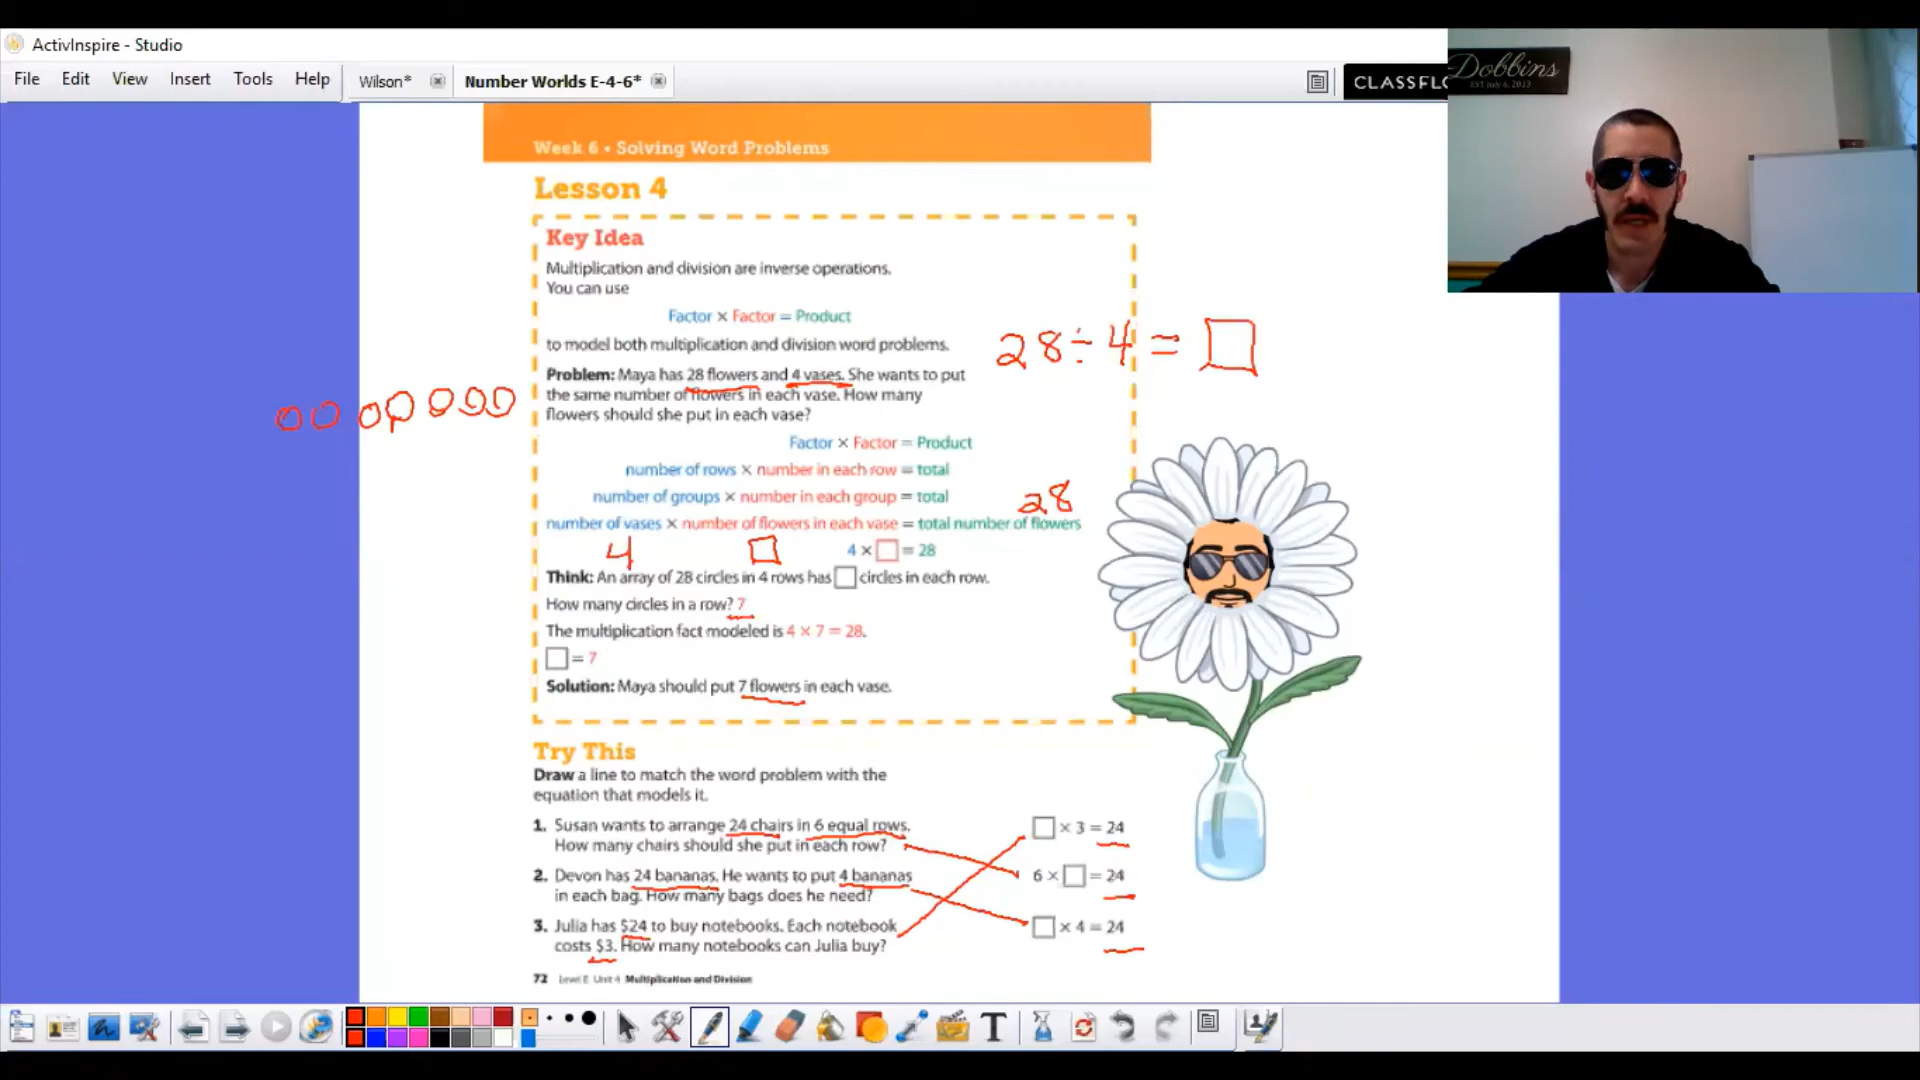 ActivInspire - Studio
File Edit View Insert Tools Help
Wilson* Number Worlds E-4-6*
CLASSFL
Dobbins
EST July 6, 2013
Week 6 • Solving Word Problems
Lesson 4
Key Idea
Multiplication and division are inverse operations.
You can use
Factor × Factor = Product
to model both multiplication and division word problems.
28 ÷ 4 = □
Problem: Maya has 28 flowers and 4 vases. She wants to put
the same number of flowers in each vase. How many
flowers should she put in each vase?
Factor × Factor = Product
number of rows × number in each row = total
number of groups × number in each group = total
28
number of vases × number of flowers in each vase = total number of flowers
4 □ 4 × □ = 28
Think: An array of 28 circles in 4 rows has □ circles in each row.
How many circles in a row? 7
The multiplication fact modeled is 4 × 7 = 28.
□ = 7
Solution: Maya should put 7 flowers in each vase.
Try This
Draw a line to match the word problem with the
equation that models it.
1. Susan wants to arrange 24 chairs in 6 equal rows.
How many chairs should she put in each row?
□ × 3 = 24
2. Devon has 24 bananas. He wants to put 4 bananas
in each bag. How many bags does he need?
6 × □ = 24
3. Julia has $24 to buy notebooks. Each notebook
costs $3. How many notebooks can Julia buy?
□ × 4 = 24
72 Level E Unit 4 Multiplication and Division
T